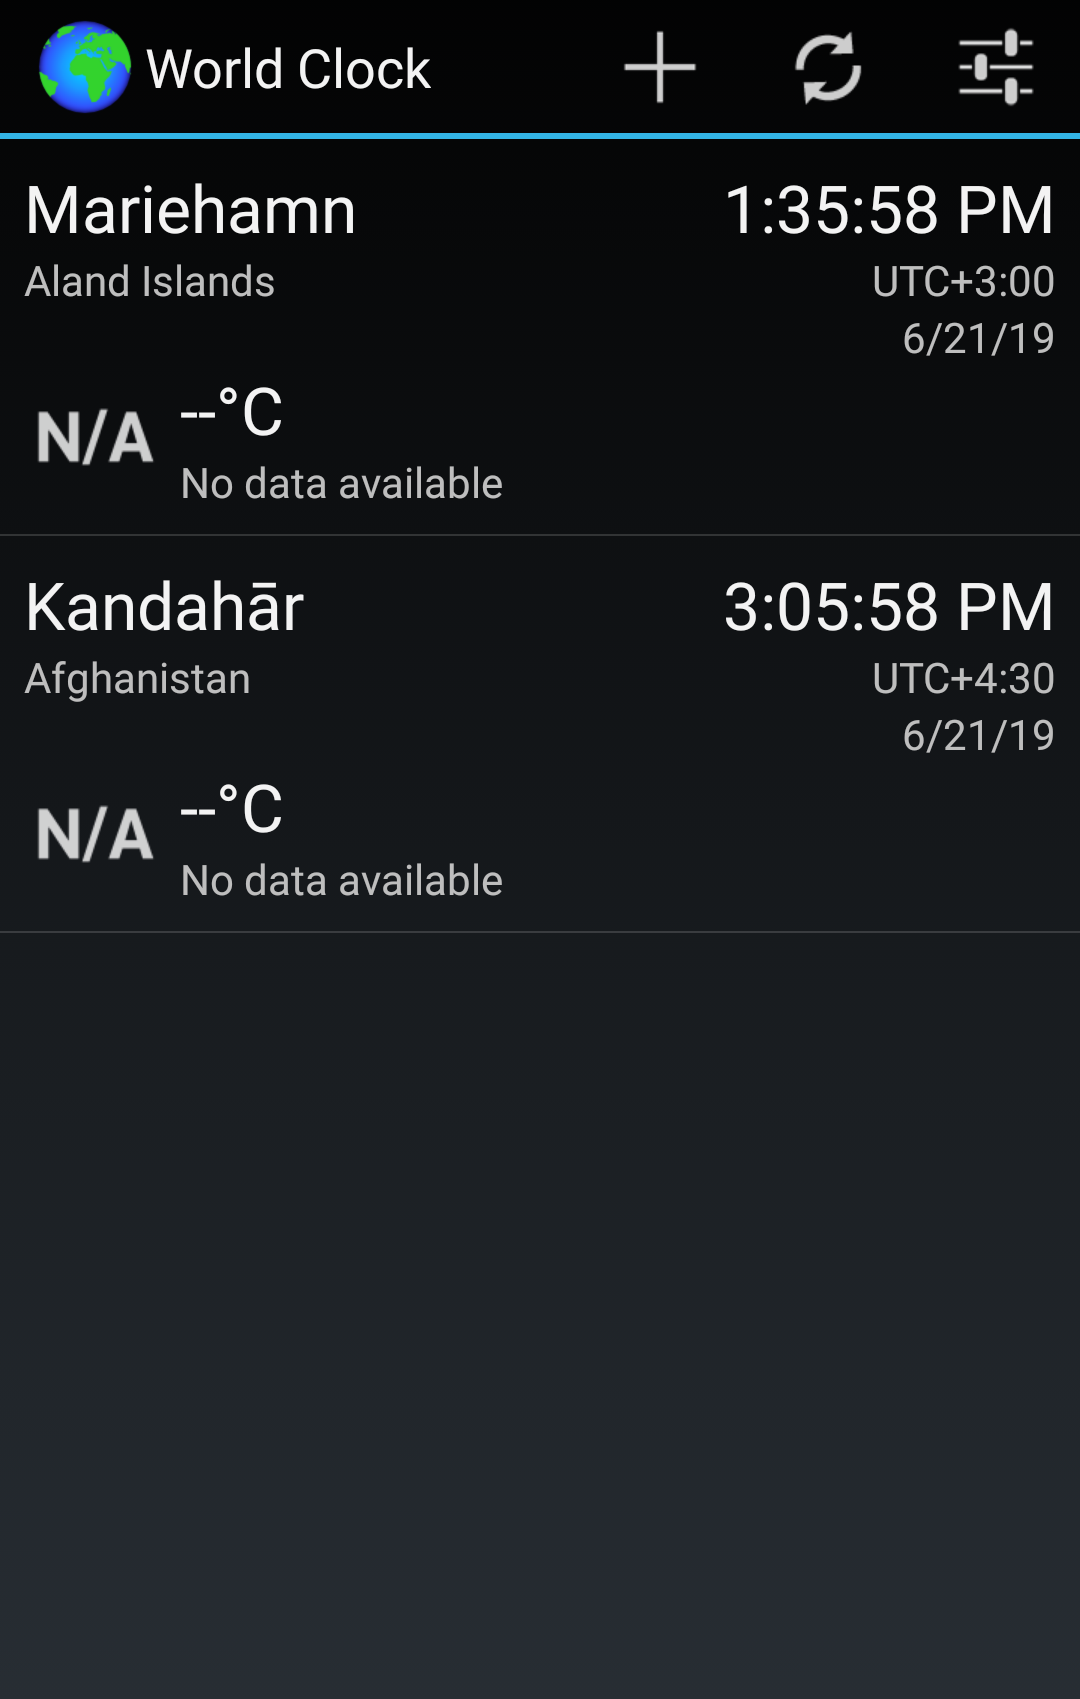 World Clock
Mariehamn 1:35:58 PM
Aland Islands UTC+3:00
6/21/19
N/A --°C
No data available
Kandahār 3:05:58 PM
Afghanistan UTC+4:30
6/21/19
N/A --°C
No data available